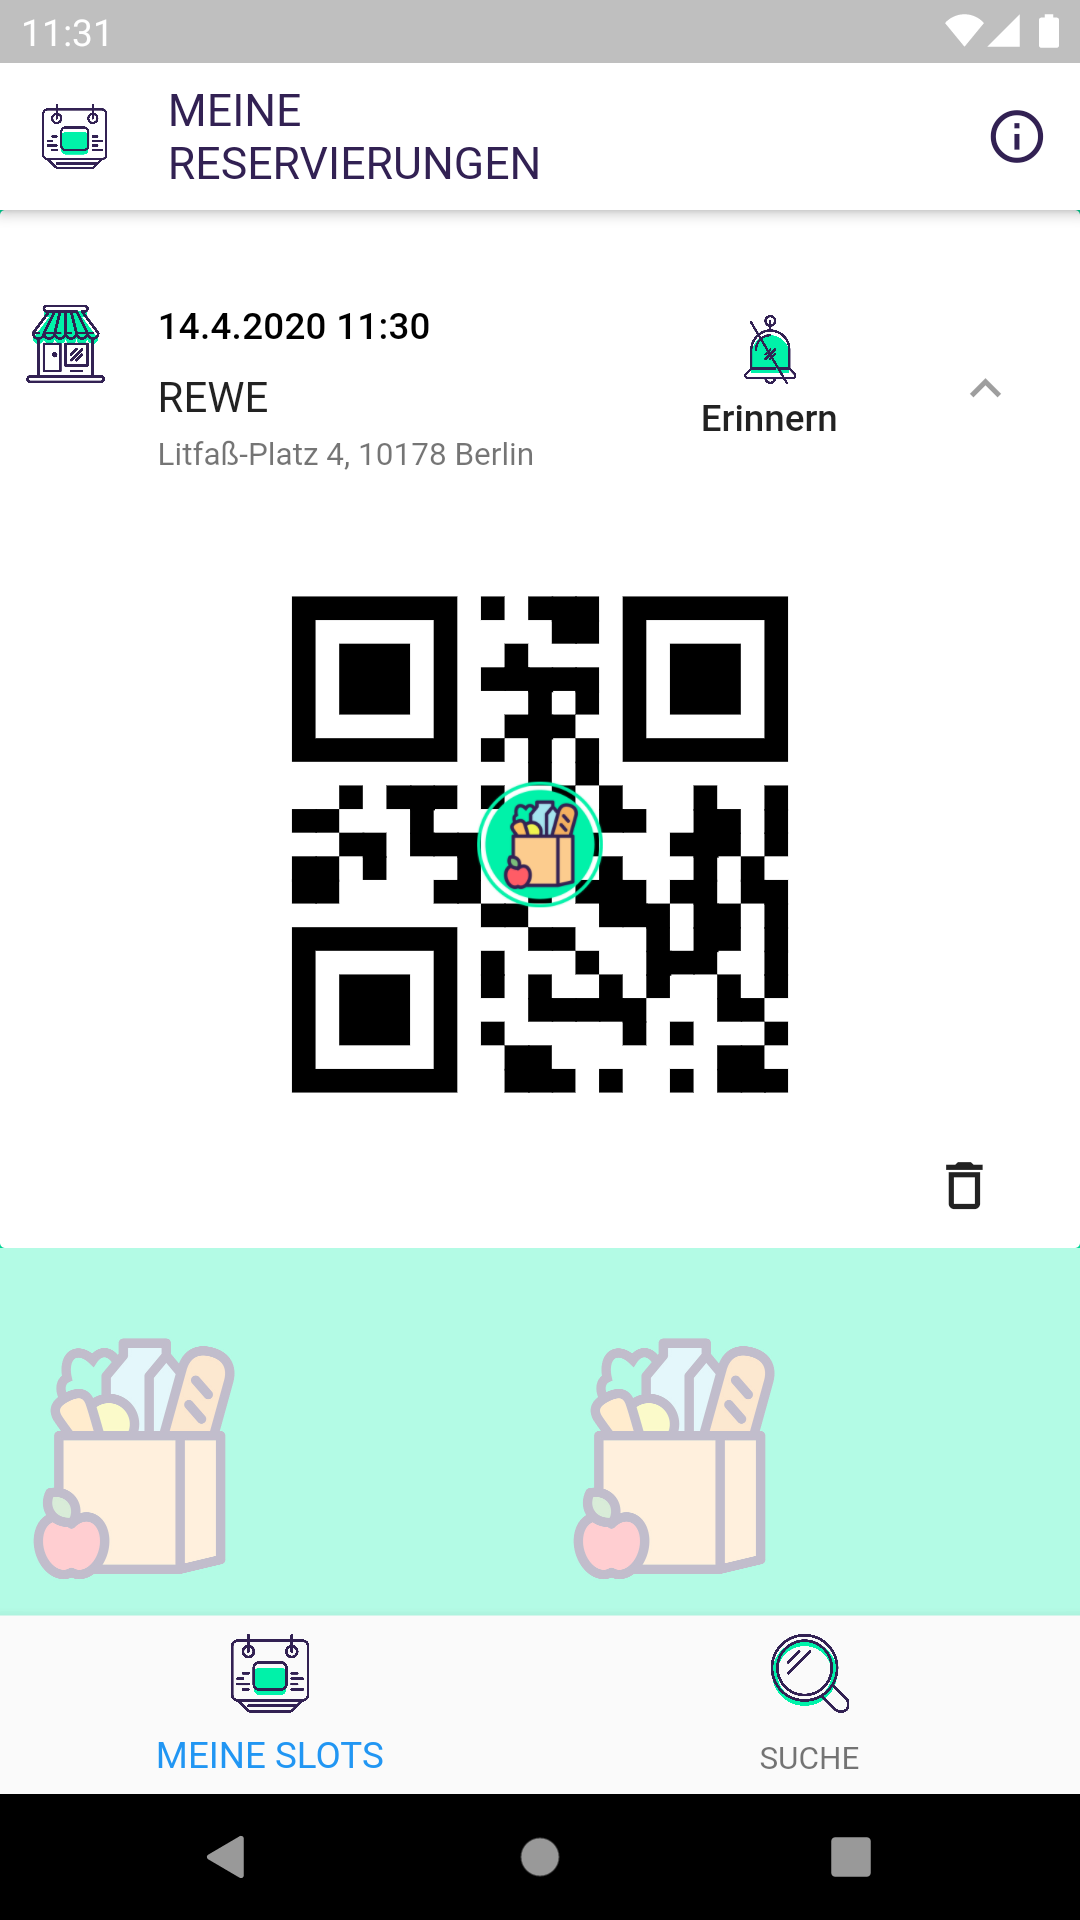 11:31
MEINE
RESERVIERUNGEN
14.4.2020 11:30
REWE
Litfaß-Platz 4, 10178 Berlin
Erinnern
MEINE SLOTS
SUCHE